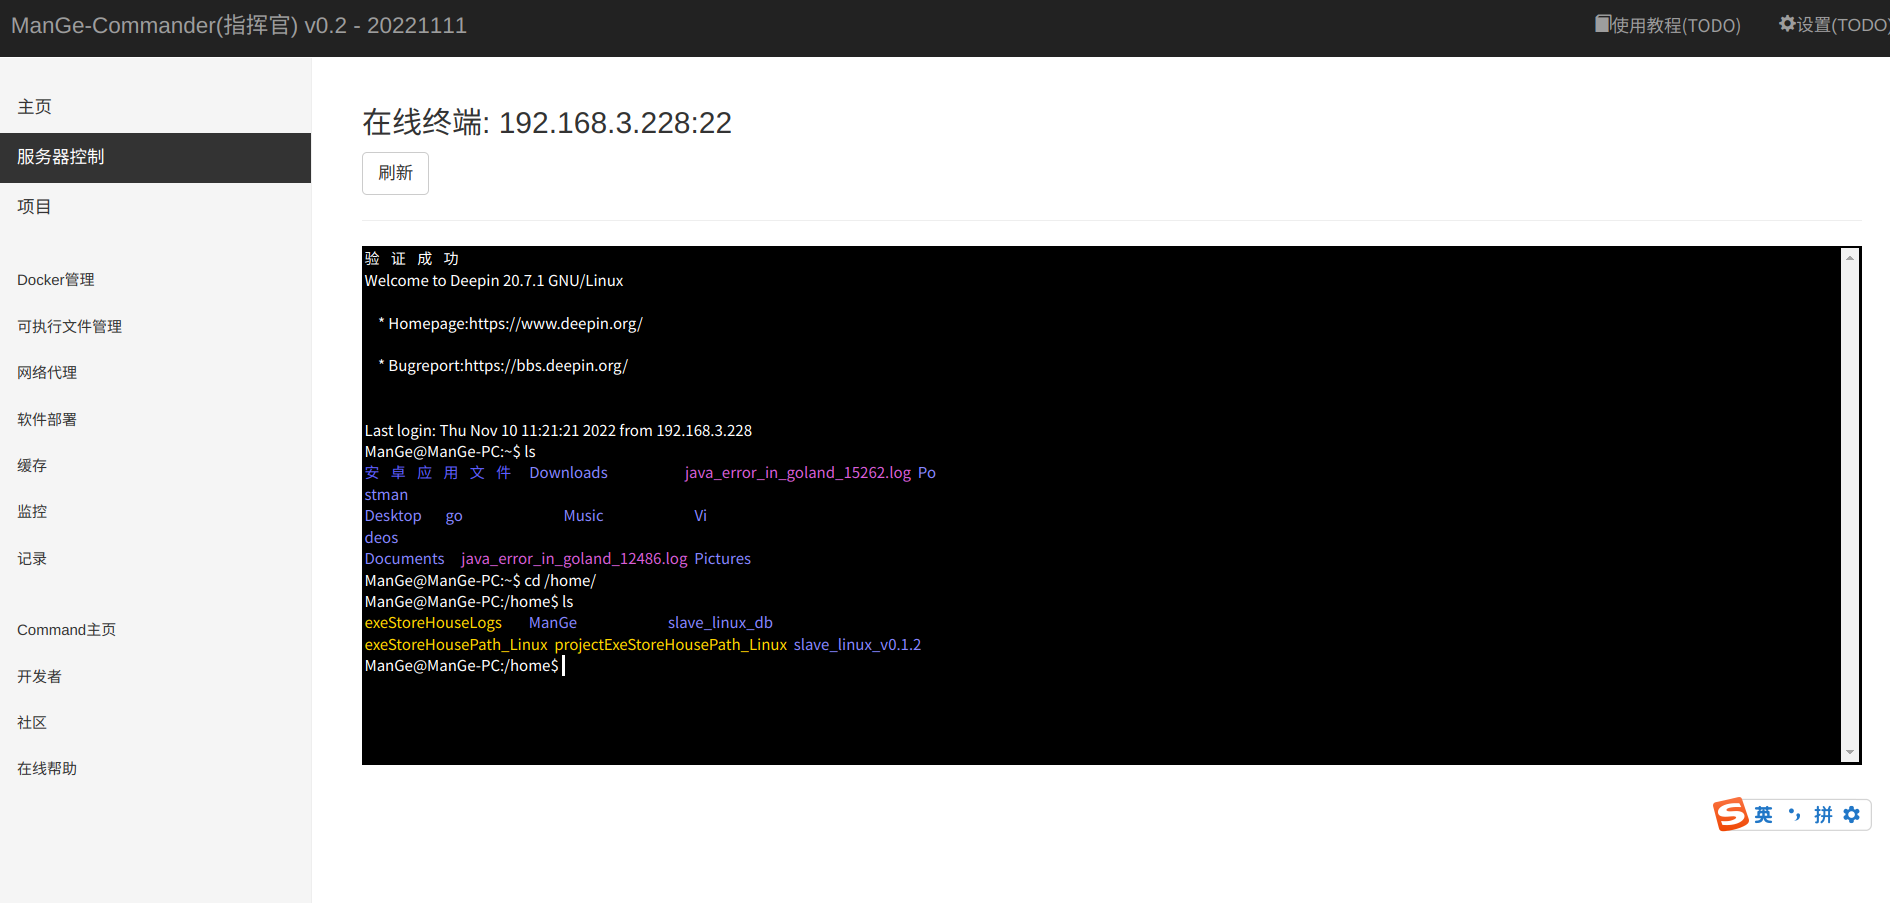 ManGe-Commander(指挥官) v0.2 - 20221111
使用教程(TODO)
设置(TODO)
主页
服务器控制
项目
Docker管理
可执行文件管理
网络代理
软件部署
缓存
监控
记录
Command主页
开发者
社区
在线帮助
在线终端: 192.168.3.228:22
刷新
验 证 成 功
Welcome to Deepin 20.7.1 GNU/Linux
* Homepage:https://www.deepin.org/
* Bugreport:https://bbs.deepin.org/
Last login: Thu Nov 10 11:21:21 2022 from 192.168.3.228
ManGe@ManGe-PC:~$ ls
安 卓 应 用 文 件 Downloads java_error_in_goland_15262.log Po
stman
Desktop go Music Vi
deos
Documents java_error_in_goland_12486.log Pictures
ManGe@ManGe-PC:~$ cd /home/
ManGe@ManGe-PC:/home$ ls
exeStoreHouseLogs ManGe slave_linux_db
exeStoreHousePath_Linux projectExeStoreHousePath_Linux slave_linux_v0.1.2
ManGe@ManGe-PC:/home$
英 拼